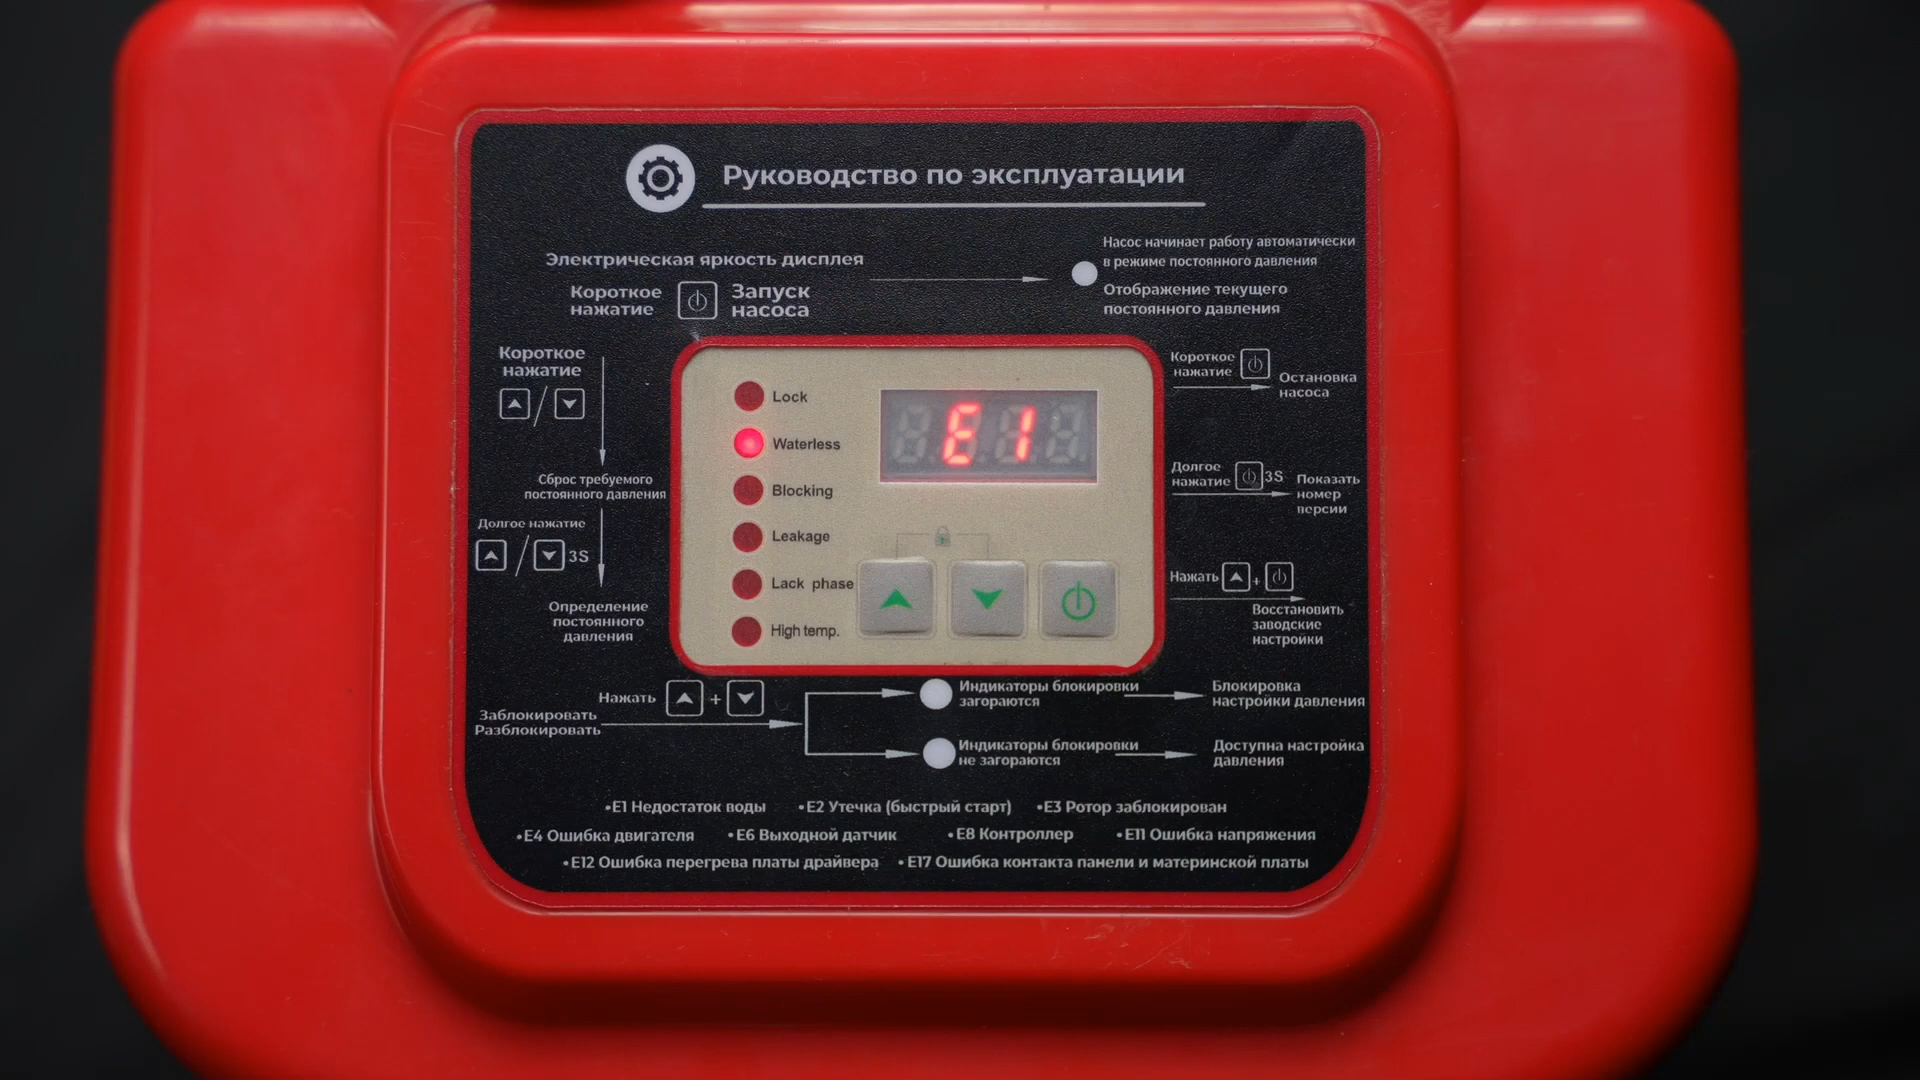 Руководство по эксплуатации
Электрическая яркость дисплея
Короткое
нажатие
Запуск
насоса
Насос начинает работу автоматически
в режиме постоянного давления
Отображение текущего
постоянного давления
Короткое
нажатие
Сброс требуемого
постоянного давления
Долгое нажатие
3S
Определение
постоянного
давления
Lock
Waterless
Blocking
Leakage
Lack phase
High temp.
E1
Короткое
нажатие
Остановка
насоса
Долгое
нажатие
3S
Показать
номер
версии
Нажать
+
Восстановить
заводские
настройки
Нажать
+
Заблокировать
Разблокировать
Индикаторы блокировки
загораются
Блокировка
настройки давления
Индикаторы блокировки
не загораются
Доступна настройка
давления
•E1 Недостаток воды •E2 Утечка (быстрый старт) •E3 Ротор заблокирован
•E4 Ошибка двигателя •E6 Выходной датчик •E8 Контроллер •E11 Ошибка напряжения
•E12 Ошибка перегрева платы драйвера •E17 Ошибка контакта панели и материнской платы